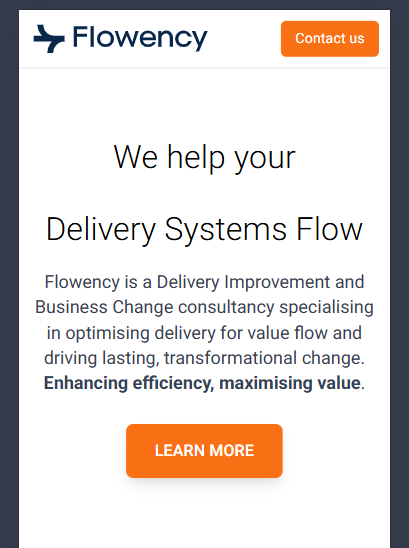 Flowency
Contact us
We help your
Delivery Systems Flow
Flowency is a Delivery Improvement and
Business Change consultancy specialising
in optimising delivery for value flow and
driving lasting, transformational change.
Enhancing efficiency, maximising value.
LEARN MORE